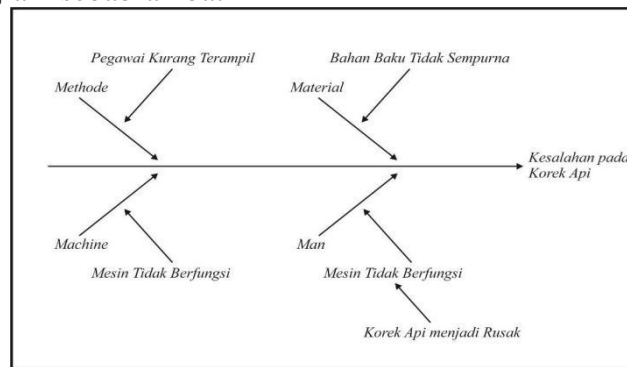 Pegawai Kurang Terampil
Bahan Baku Tidak Sempurna
Methode
Material
Kesalahan pada
Korek Api
Machine
Man
Mesin Tidak Berfungsi
Mesin Tidak Berfungsi
Korek Api menjadi Rusak